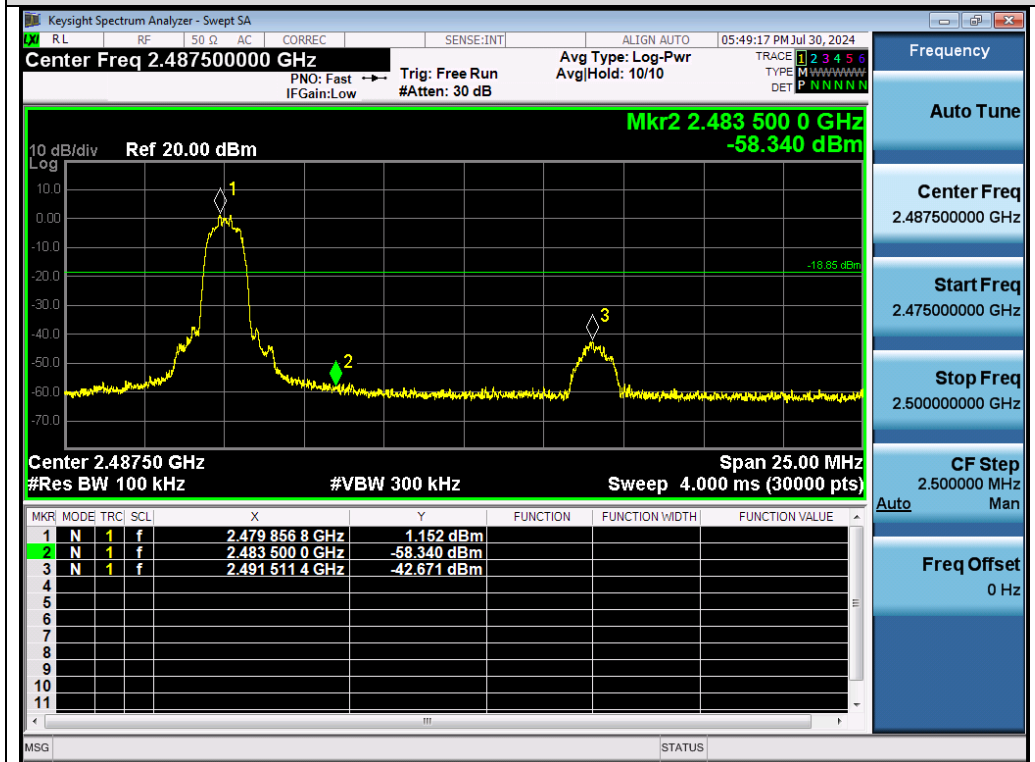 Keysight Spectrum Analyzer - Swept SA
LXI RL RF 50 Ω AC CORREC SENSE:INT ALIGN AUTO 05:49:17 PM Jul 30, 2024
Center Freq 2.487500000 GHz
PNO: Fast
IFGain:Low
Trig: Free Run
#Atten: 30 dB
Avg Type: Log-Pwr
Avg|Hold: 10/10
TRACE 1 2 3 4 5 6
TYPE M WWWWW
DET P N N N N N
Mkr2 2.483 500 0 GHz
-58.340 dBm
10 dB/div Ref 20.00 dBm
Log
10.0
0.00
-10.0
-20.0
-30.0
-40.0
-50.0
-60.0
-70.0
1
2
3
-18.85 dBm
Center 2.48750 GHz Span 25.00 MHz
#Res BW 100 kHz #VBW 300 kHz Sweep 4.000 ms (30000 pts)
MKR MODE TRC SCL X Y FUNCTION FUNCTION WIDTH FUNCTION VALUE
1 N 1 f 2.479 856 8 GHz 1.152 dBm
2 N 1 f 2.483 500 0 GHz -58.340 dBm
3 N 1 f 2.491 511 4 GHz -42.671 dBm
4
5
6
7
8
9
10
11
MSG STATUS
Frequency
Auto Tune
Center Freq
2.487500000 GHz
Start Freq
2.475000000 GHz
Stop Freq
2.500000000 GHz
CF Step
2.500000 MHz
Auto Man
Freq Offset
0 Hz